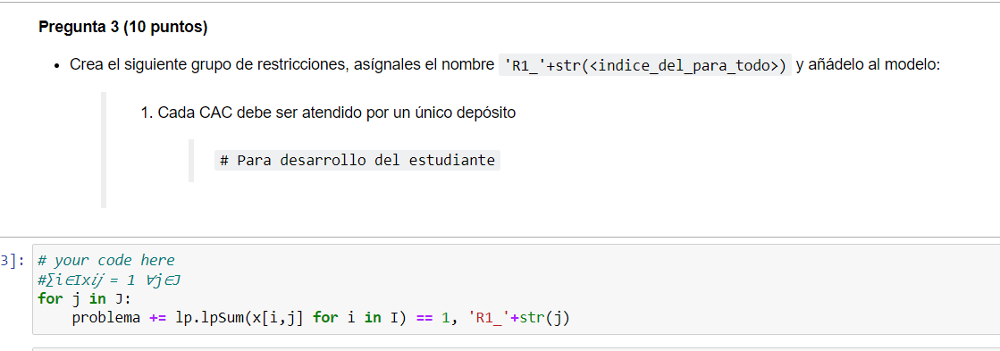 Pregunta 3 (10 puntos)
• Crea el siguiente grupo de restricciones, asígnales el nombre 'R1_'+str(<indice_del_para_todo>) y añádelo al modelo:
1. Cada CAC debe ser atendido por un único depósito
# Para desarrollo del estudiante
3]: # your code here
#∑i∈Ix𝑖𝑗 = 1 ∀j∈J
for j in J:
    problema += lp.lpSum(x[i,j] for i in I) == 1, 'R1_'+str(j)